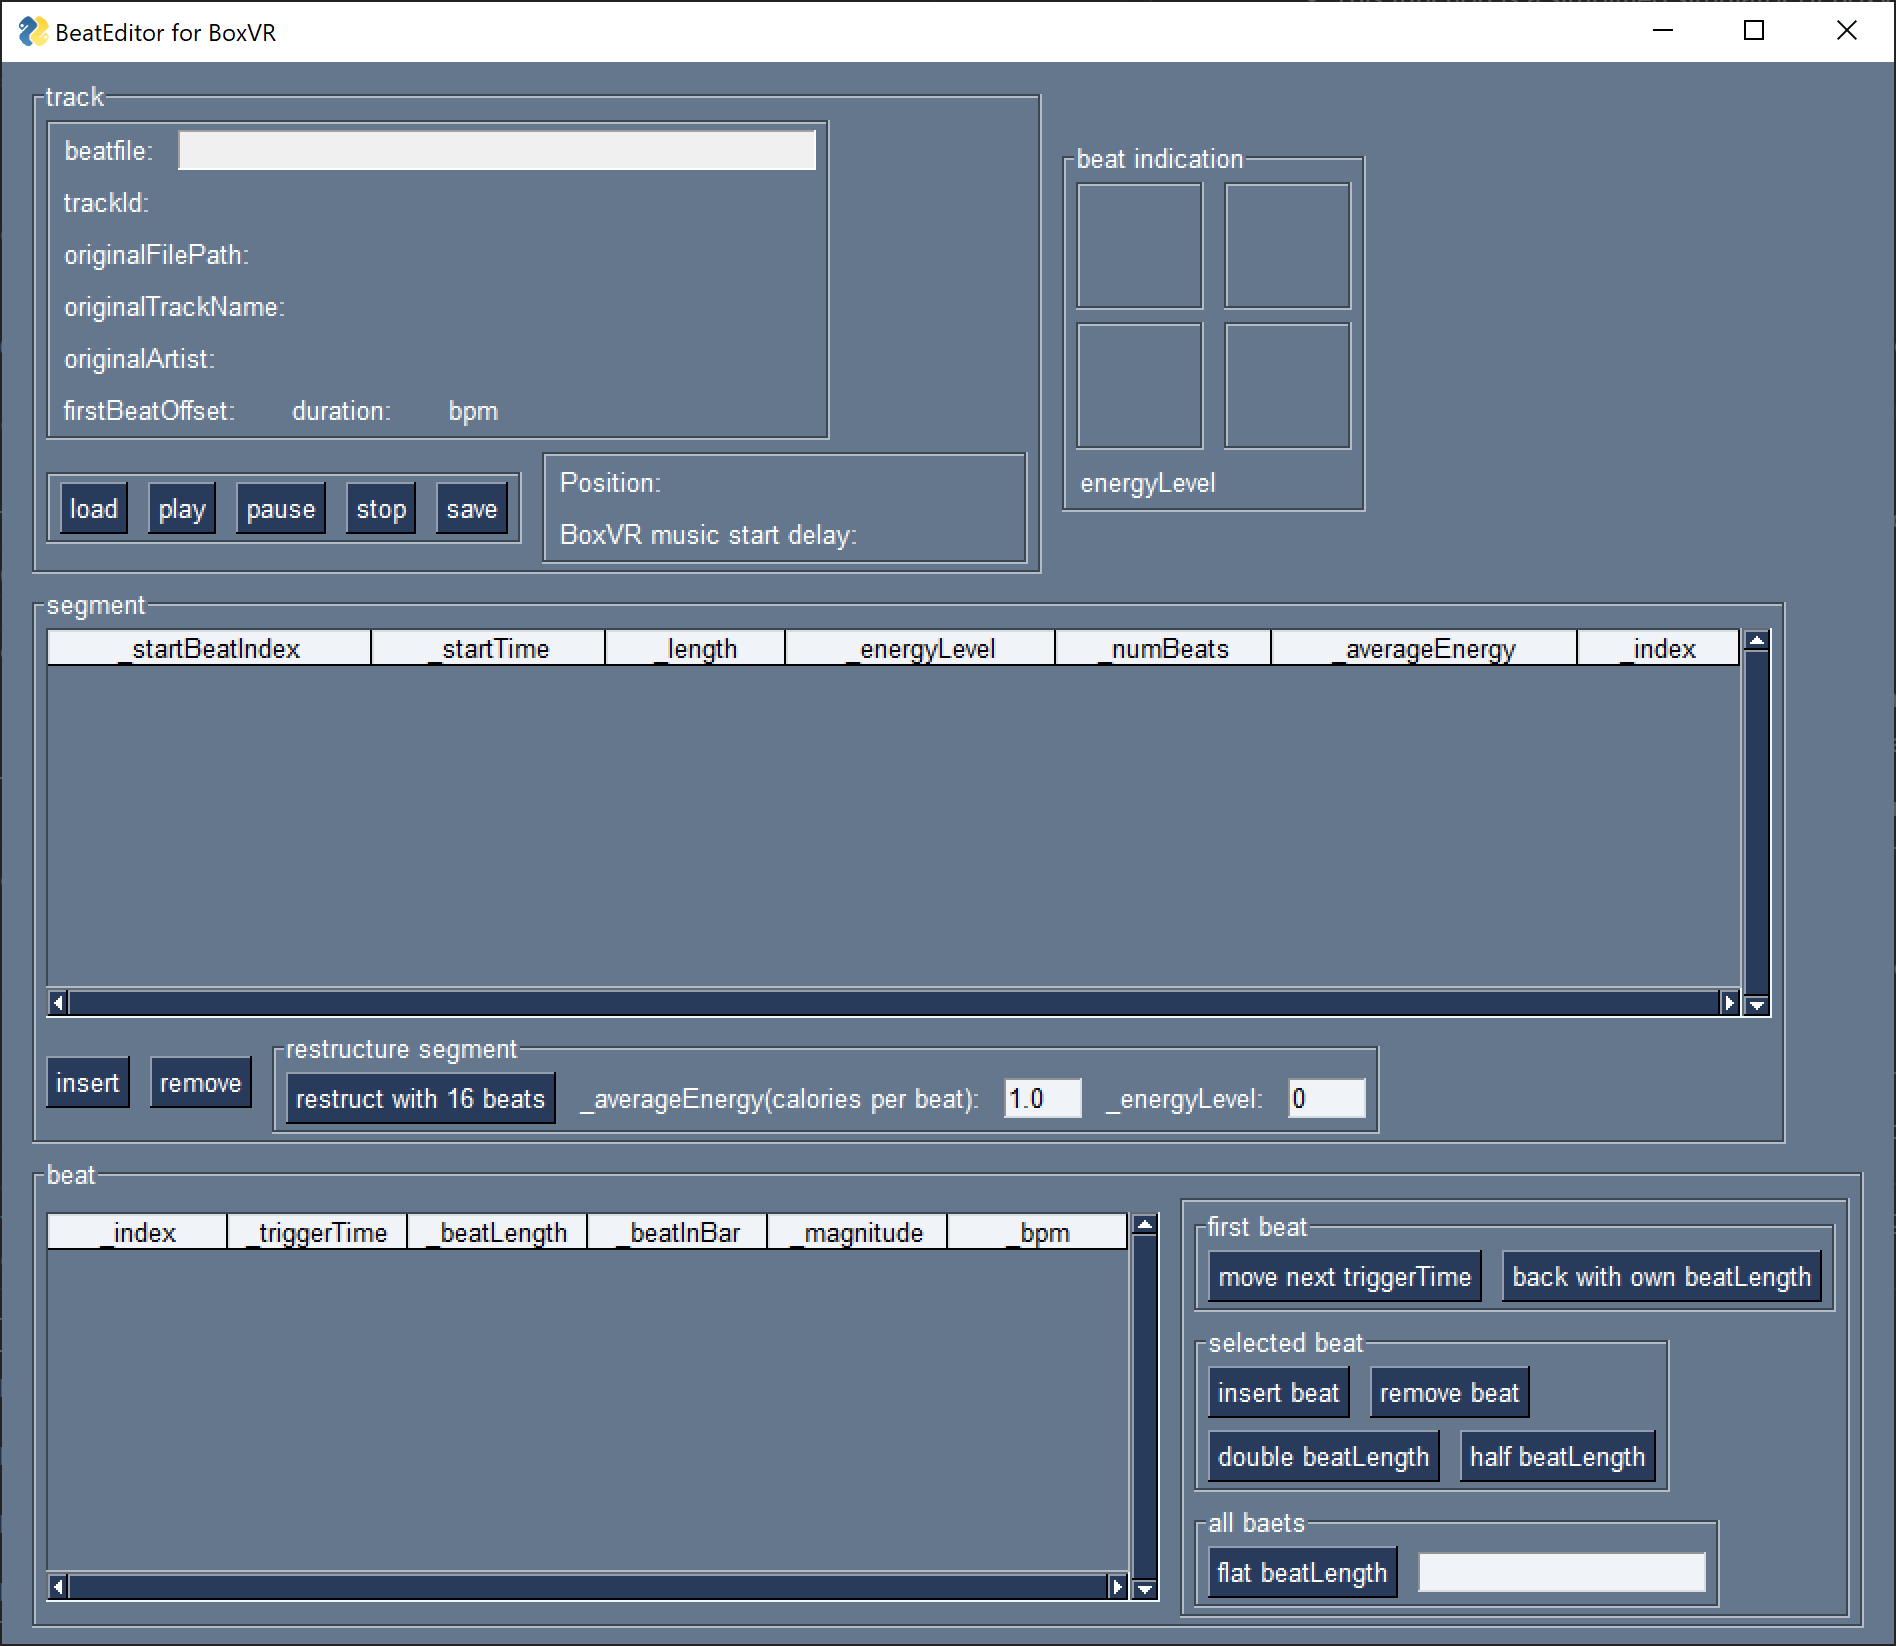 BeatEditor for BoxVR
track
beatfile:
trackId:
originalFilePath:
originalTrackName:
originalArtist:
firstBeatOffset: duration: bpm
load play pause stop save
Position:
BoxVR music start delay:
beat indication
energyLevel
segment
_startBeatIndex _startTime _length _energyLevel _numBeats _averageEnergy _index
insert remove
restructure segment
restruct with 16 beats _averageEnergy(calories per beat): 1.0 _energyLevel: 0
beat
_index _triggerTime _beatLength _beatInBar _magnitude _bpm
first beat
move next triggerTime back with own beatLength
selected beat
insert beat remove beat
double beatLength half beatLength
all baets
flat beatLength